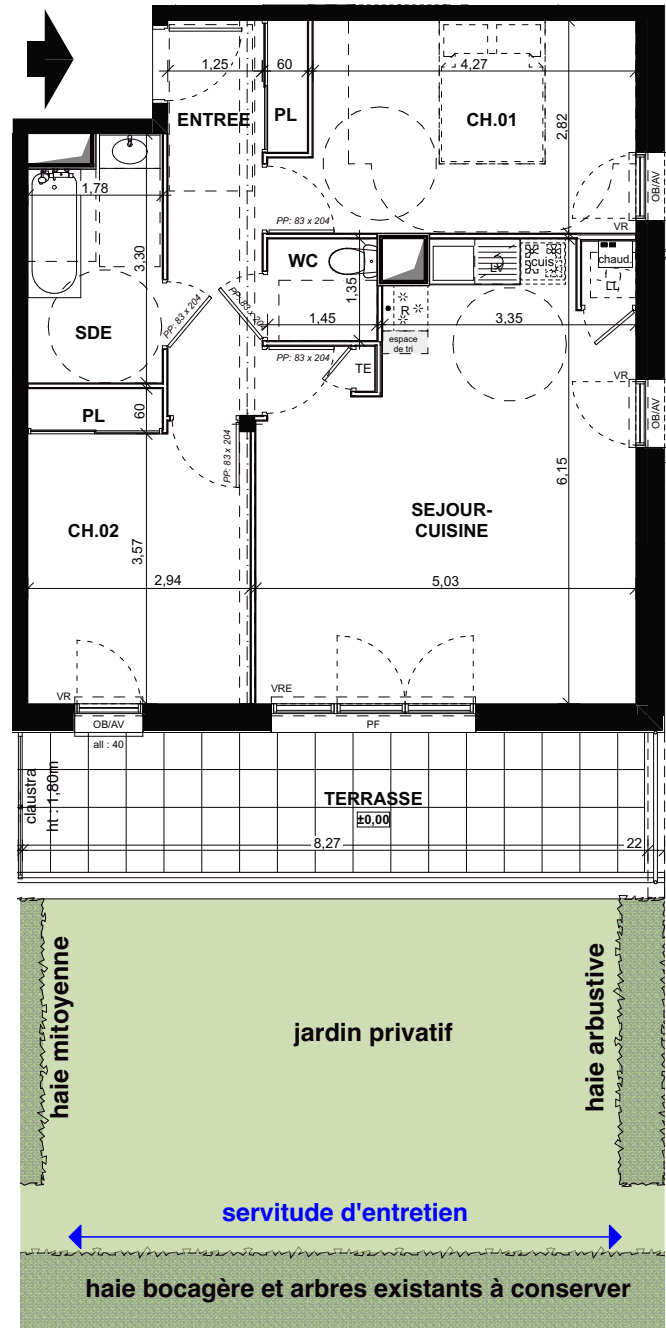 1,25
60
4,27
ENTREE
PL
CH.01
2,82
OB/AV
1,78
PP: 83 x 204
VR
WC
LV
cuis
chaud.
LL
3,30
1,35
R
1,45
3,35
PP: 83 x 204
PP: 83 x 204
SDE
espace
de tri
PP: 83 x 204
TE
VR
OB/AV
PL
60
PP: 83 x 204
6,15
SEJOUR-
CUISINE
CH.02
3,57
2,94
5,03
VR
VRE
OB/AV
PF
all : 40
claustra
ht : 1,80m
TERRASSE
±0,00
8,27
22
haie mitoyenne
jardin privatif
haie arbustive
servitude d'entretien
haie bocagère et arbres existants à conserver